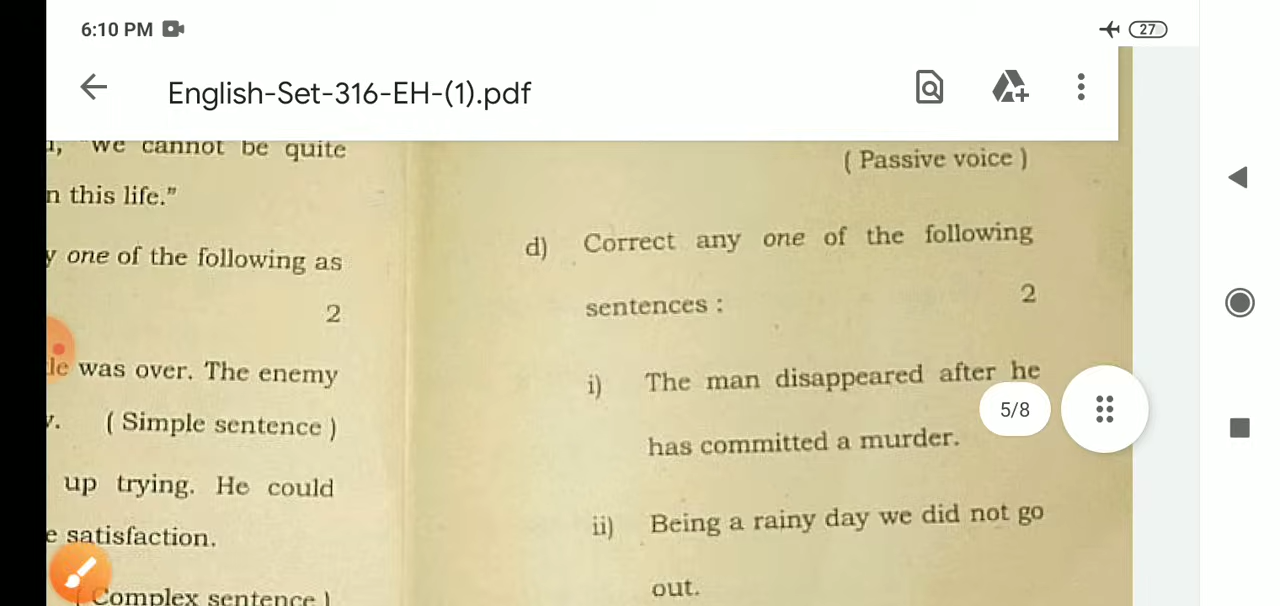 6:10 PM
27
English-Set-316-EH-(1).pdf
"we cannot be quite
this life."
one of the following as
2
was over. The enemy
( Simple sentence )
up trying. He could
satisfaction.
( Complex sentence )
( Passive voice )
d) Correct any one of the following
sentences : 2
i) The man disappeared after he
has committed a murder.
5/8
ii) Being a rainy day we did not go
out.